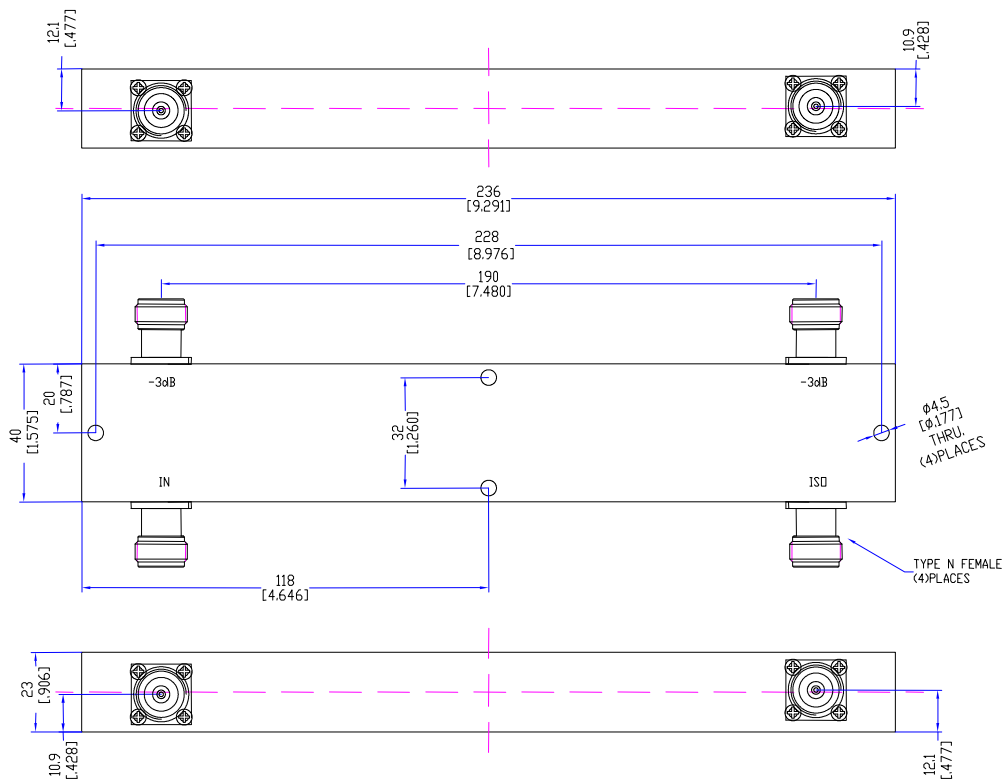 12.1
[.477]
10.9
[.428]
236
[9.291]
228
[8.976]
190
[7.480]
-3dB
-3dB
20
[.787]
40
[1.575]
32
[1.260]
Ø4.5
[Ø.177]
THRU.
(4)PLACES
IN
ISO
118
[4.646]
TYPE N FEMALE
(4)PLACES
23
[.906]
10.9
[.428]
12.1
[.477]